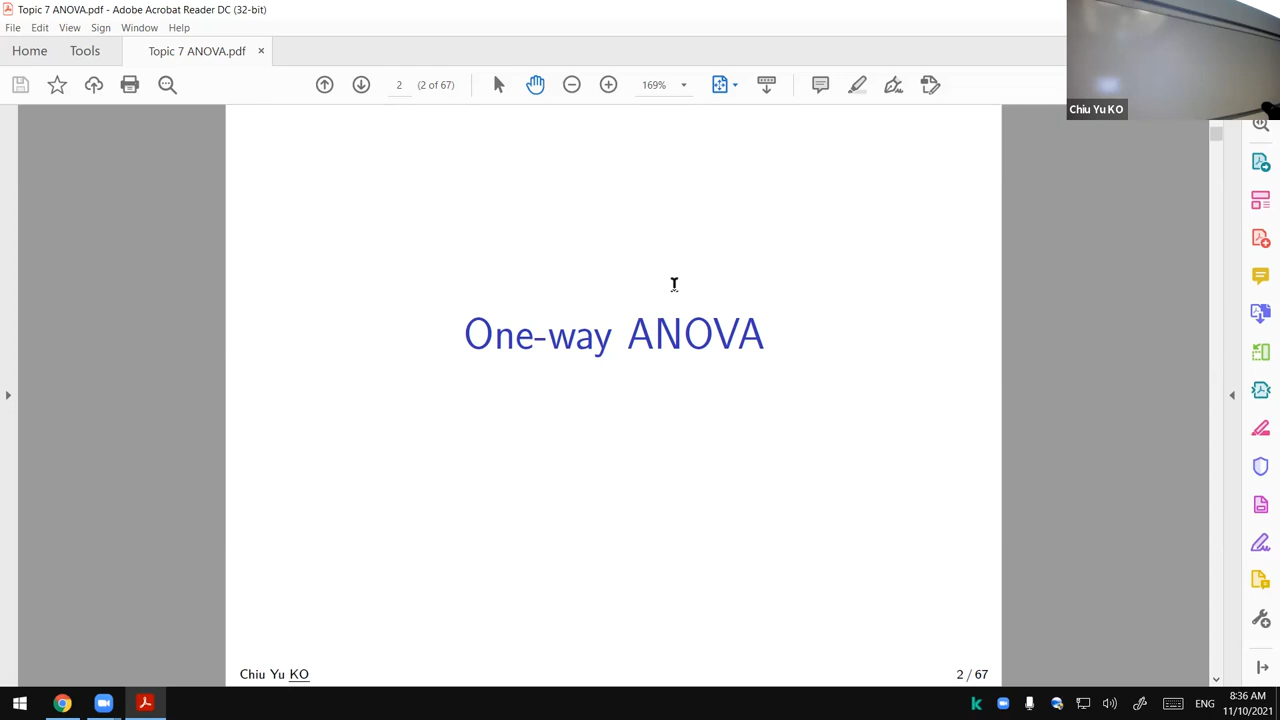 Topic 7 ANOVA.pdf - Adobe Acrobat Reader DC (32-bit)
File Edit View Sign Window Help
Home Tools Topic 7 ANOVA.pdf ×
2 (2 of 67) 169%
Chiu Yu KO
One-way ANOVA
Chiu Yu KO 2 / 67
ENG 8:36 AM
11/10/2021